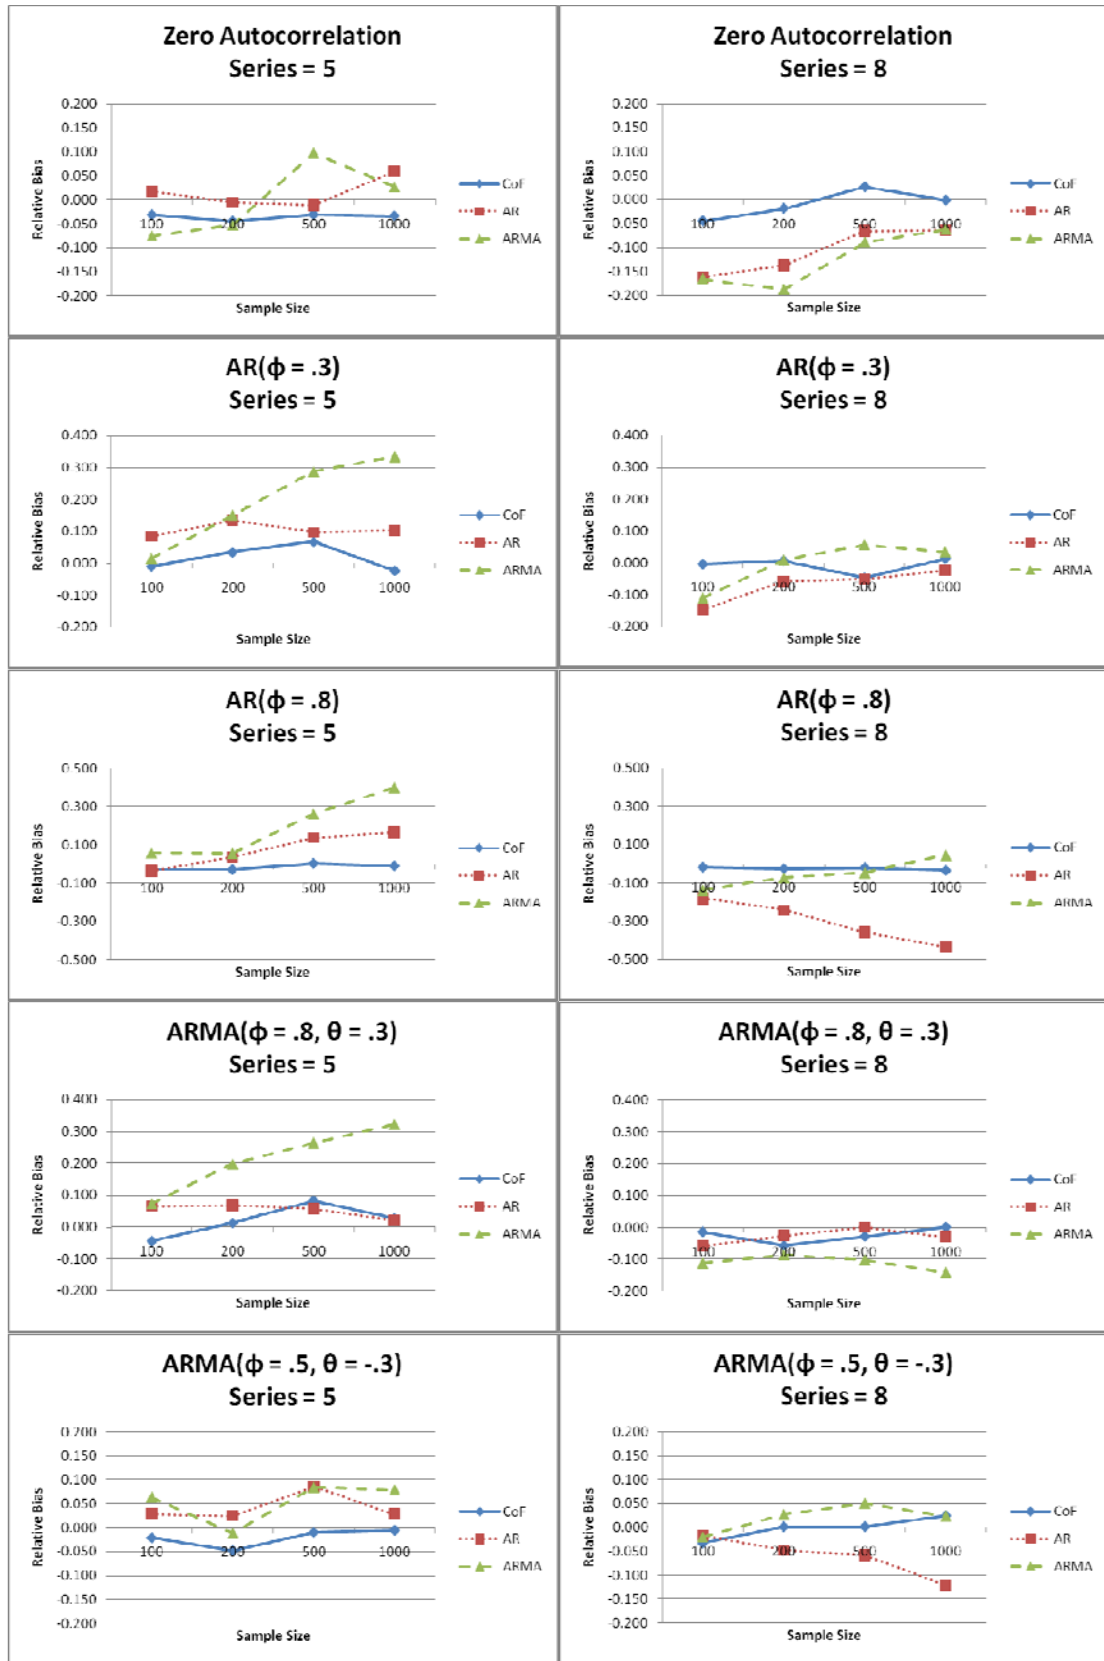 Zero Autocorrelation
Series = 5
0.200
0.150
0.100
0.050
0.000
-0.050
-0.100
-0.150
-0.200
Relative Bias
100 200 500 1000
Sample Size
CoF
AR
ARMA
Zero Autocorrelation
Series = 8
0.200
0.150
0.100
0.050
0.000
-0.050
-0.100
-0.150
-0.200
Relative Bias
100 200 500 1000
Sample Size
CoF
AR
ARMA
AR(ϕ = .3)
Series = 5
0.400
0.300
0.200
0.100
0.000
-0.100
-0.200
Relative Bias
100 200 500 1000
Sample Size
CoF
AR
ARMA
AR(ϕ = .3)
Series = 8
0.400
0.300
0.200
0.100
0.000
-0.100
-0.200
Relative Bias
100 200 500 1000
Sample Size
CoF
AR
ARMA
AR(ϕ = .8)
Series = 5
0.500
0.300
0.100
-0.100
-0.300
-0.500
Relative Bias
100 200 500 1000
Sample Size
CoF
AR
ARMA
AR(ϕ = .8)
Series = 8
0.500
0.300
0.100
-0.100
-0.300
-0.500
Relative Bias
100 200 500 1000
Sample Size
CoF
AR
ARMA
ARMA(ϕ = .8, θ = .3)
Series = 5
0.400
0.300
0.200
0.100
0.000
-0.100
-0.200
Relative Bias
100 200 500 1000
Sample Size
CoF
AR
ARMA
ARMA(ϕ = .8, θ = .3)
Series = 8
0.400
0.300
0.200
0.100
0.000
-0.100
-0.200
Relative Bias
100 200 500 1000
Sample Size
CoF
AR
ARMA
ARMA(ϕ = .5, θ = -.3)
Series = 5
0.200
0.150
0.100
0.050
0.000
-0.050
-0.100
-0.150
-0.200
Relative Bias
100 200 500 1000
Sample Size
CoF
AR
ARMA
ARMA(ϕ = .5, θ = -.3)
Series = 8
0.200
0.150
0.100
0.050
0.000
-0.050
-0.100
-0.150
-0.200
Relative Bias
100 200 500 1000
Sample Size
CoF
AR
ARMA